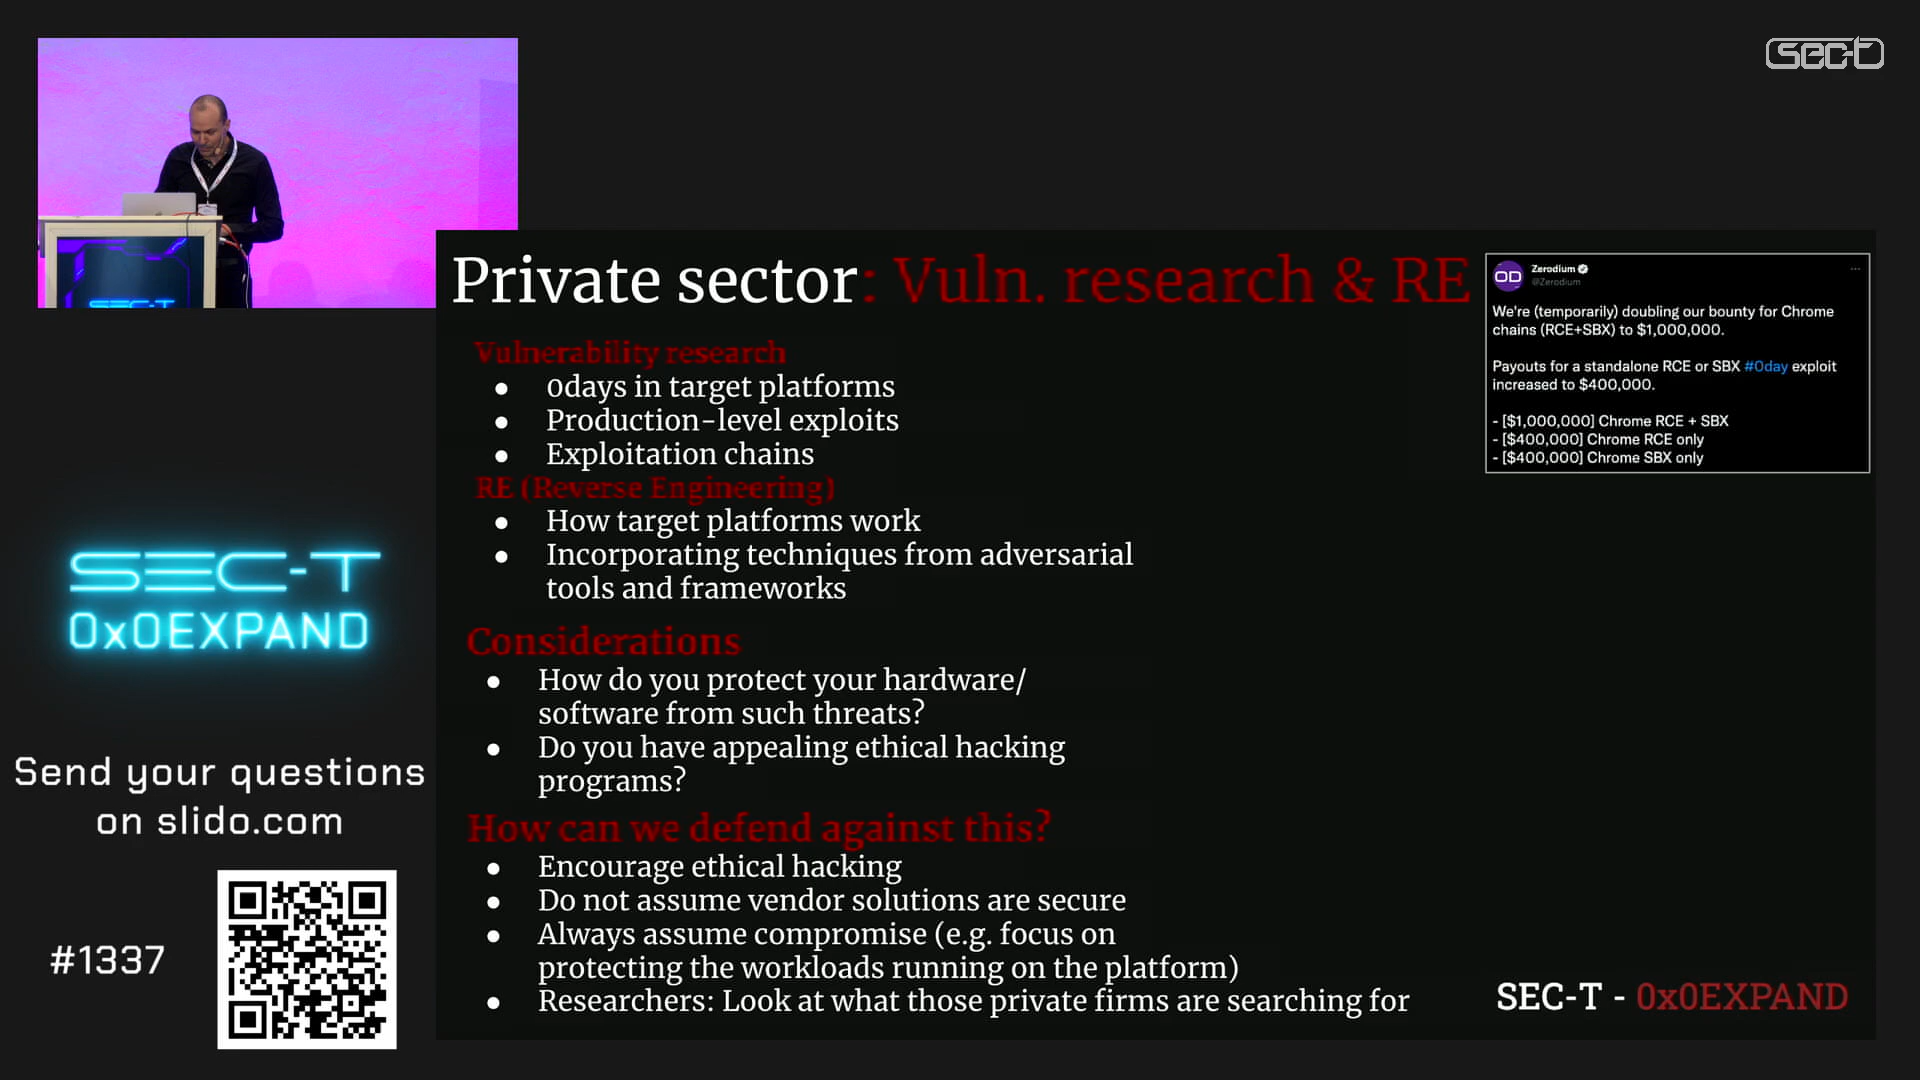 sec-t
SEC-T
Private sector: Vuln. research & RE
Vulnerability research
● 0days in target platforms
● Production-level exploits
● Exploitation chains
RE (Reverse Engineering)
● How target platforms work
● Incorporating techniques from adversarial
tools and frameworks
Considerations
● How do you protect your hardware/
software from such threats?
● Do you have appealing ethical hacking
programs?
How can we defend against this?
● Encourage ethical hacking
● Do not assume vendor solutions are secure
● Always assume compromise (e.g. focus on
protecting the workloads running on the platform)
● Researchers: Look at what those private firms are searching for
OD
Zerodium
@Zerodium
...
We're (temporarily) doubling our bounty for Chrome
chains (RCE+SBX) to $1,000,000.
Payouts for a standalone RCE or SBX #0day exploit
increased to $400,000.
- [$1,000,000] Chrome RCE + SBX
- [$400,000] Chrome RCE only
- [$400,000] Chrome SBX only
SEC-T - 0x0EXPAND
SEC-T
0x0EXPAND
Send your questions
on slido.com
#1337